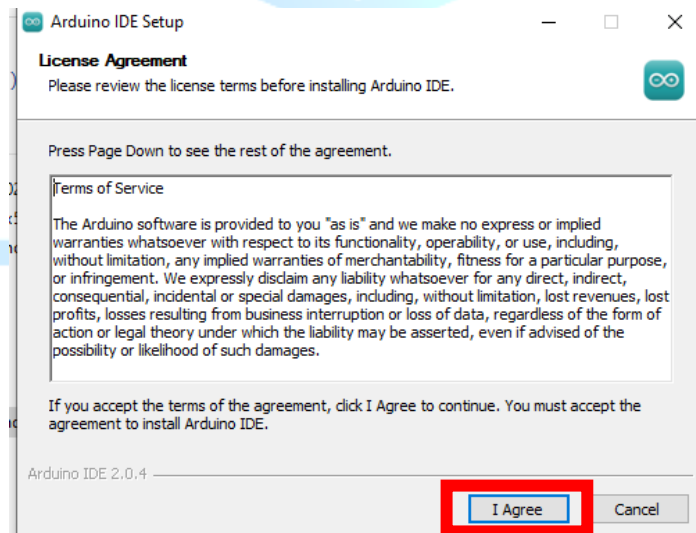 Arduino IDE Setup
License Agreement
Please review the license terms before installing Arduino IDE.
Press Page Down to see the rest of the agreement.
Terms of Service
The Arduino software is provided to you "as is" and we make no express or implied
warranties whatsoever with respect to its functionality, operability, or use, including,
without limitation, any implied warranties of merchantability, fitness for a particular purpose,
or infringement. We expressly disclaim any liability whatsoever for any direct, indirect,
consequential, incidental or special damages, including, without limitation, lost revenues, lost
profits, losses resulting from business interruption or loss of data, regardless of the form of
action or legal theory under which the liability may be asserted, even if advised of the
possibility or likelihood of such damages.
If you accept the terms of the agreement, click I Agree to continue. You must accept the
agreement to install Arduino IDE.
Arduino IDE 2.0.4
I Agree
Cancel